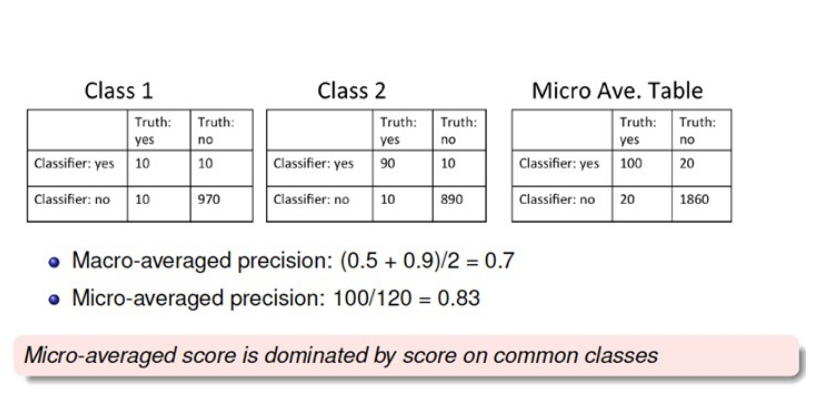 Class 1
Truth: yes Truth: no
Classifier: yes 10 10
Classifier: no 10 970
Class 2
Truth: yes Truth: no
Classifier: yes 90 10
Classifier: no 10 890
Micro Ave. Table
Truth: yes Truth: no
Classifier: yes 100 20
Classifier: no 20 1860
Macro-averaged precision: (0.5 + 0.9)/2 = 0.7
Micro-averaged precision: 100/120 = 0.83
Micro-averaged score is dominated by score on common classes